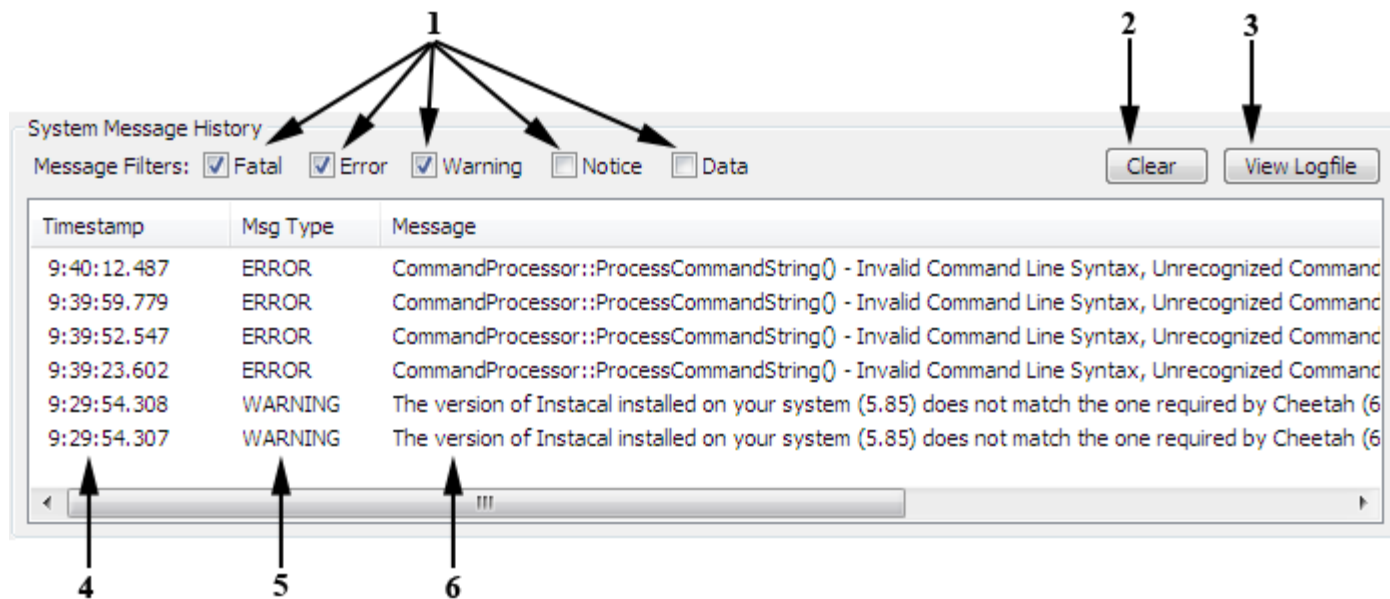 1 2 3
System Message History
Message Filters: Fatal Error Warning Notice Data Clear View Logfile
Timestamp Msg Type Message
9:40:12.487 ERROR CommandProcessor::ProcessCommandString() - Invalid Command Line Syntax, Unrecognized Command
9:39:59.779 ERROR CommandProcessor::ProcessCommandString() - Invalid Command Line Syntax, Unrecognized Command
9:39:52.547 ERROR CommandProcessor::ProcessCommandString() - Invalid Command Line Syntax, Unrecognized Command
9:39:23.602 ERROR CommandProcessor::ProcessCommandString() - Invalid Command Line Syntax, Unrecognized Command
9:29:54.308 WARNING The version of Instacal installed on your system (5.85) does not match the one required by Cheetah (6
9:29:54.307 WARNING The version of Instacal installed on your system (5.85) does not match the one required by Cheetah (6
4 5 6